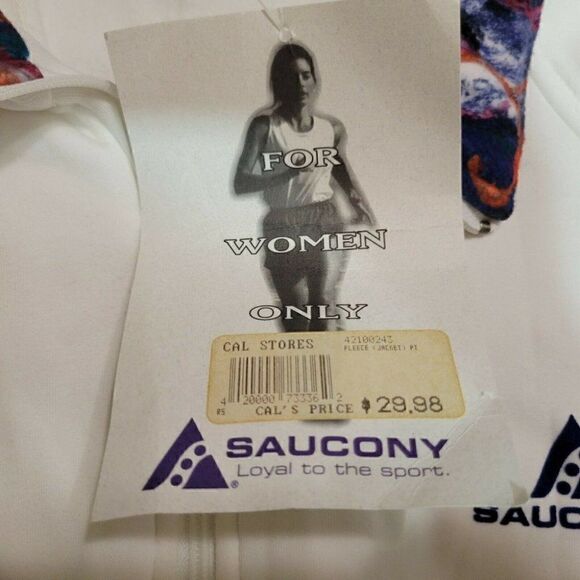 FOR
WOMEN
ONLY
CAL STORES
42100243
FLEECE (JACKET) PI
4 20000 73336 2
RS
CAL'S PRICE $29.98
SAUCONY
®
Loyal to the sport.
SAUC